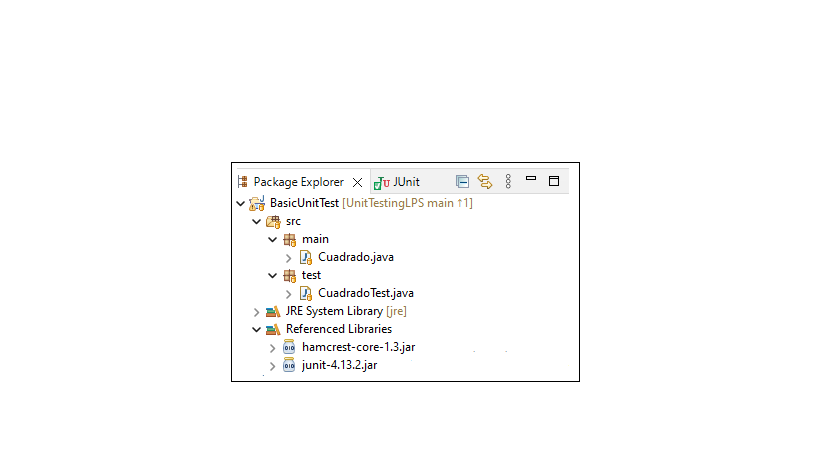 Package Explorer JUnit
BasicUnitTest [UnitTestingLPS main ↑1]
src
main
Cuadrado.java
test
CuadradoTest.java
JRE System Library [jre]
Referenced Libraries
hamcrest-core-1.3.jar
junit-4.13.2.jar